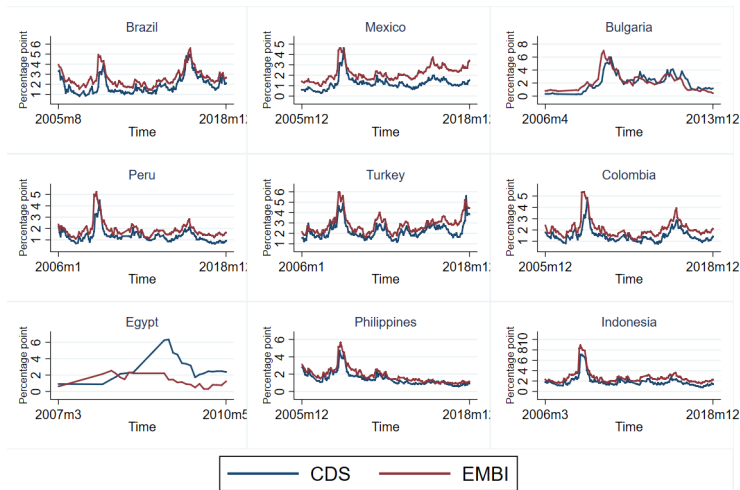 Brazil
Percentage point
1 2 3 4 5 6
2005m8
2018m12
Time
Mexico
Percentage point
0 1 2 3 4 5
2005m12
2018m12
Time
Bulgaria
Percentage point
0 2 4 6 8
2006m4
2013m12
Time
Peru
Percentage point
1 2 3 4 5
2006m1
2018m12
Time
Turkey
Percentage point
1 2 3 4 5 6
2006m1
2018m12
Time
Colombia
Percentage point
1 2 3 4 5
2005m12
2018m12
Time
Egypt
Percentage point
0 2 4 6
2007m3
2010m5
Time
Philippines
Percentage point
0 2 4 6
2005m12
2018m12
Time
Indonesia
Percentage point
0 2 4 6 8 10
2006m3
2018m12
Time
CDS
EMBI